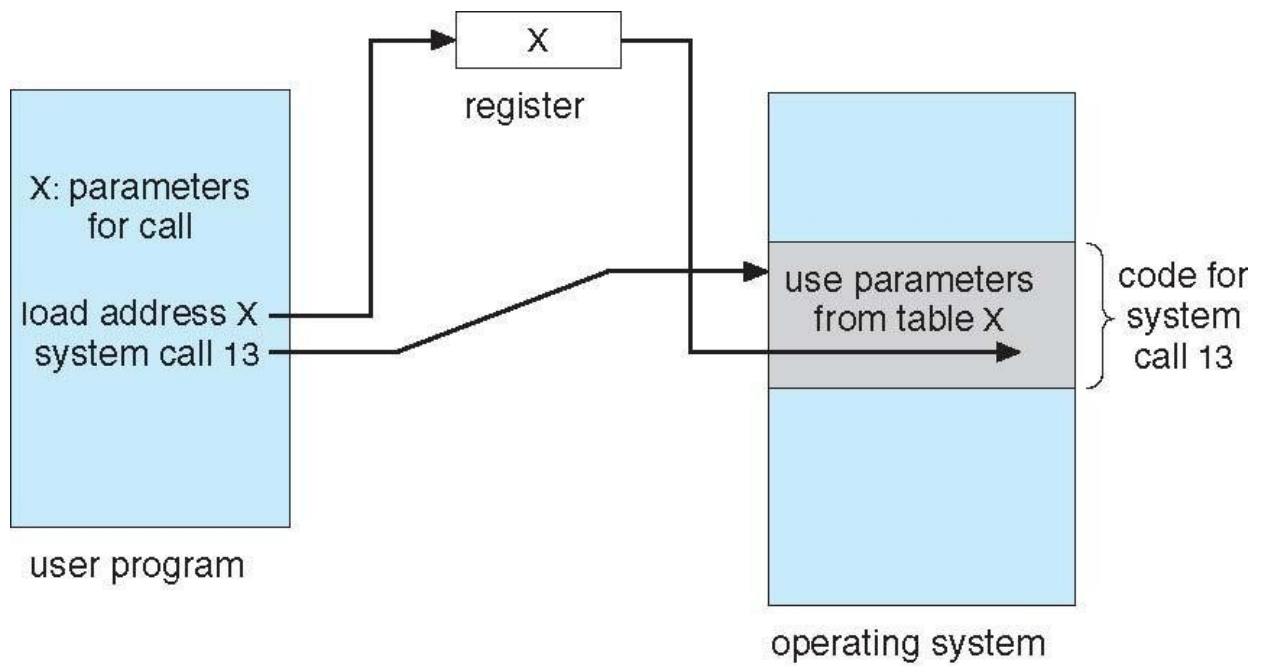 X
register
X: parameters
for call
load address X
system call 13
use parameters
from table X
code for
system
call 13
user program
operating system